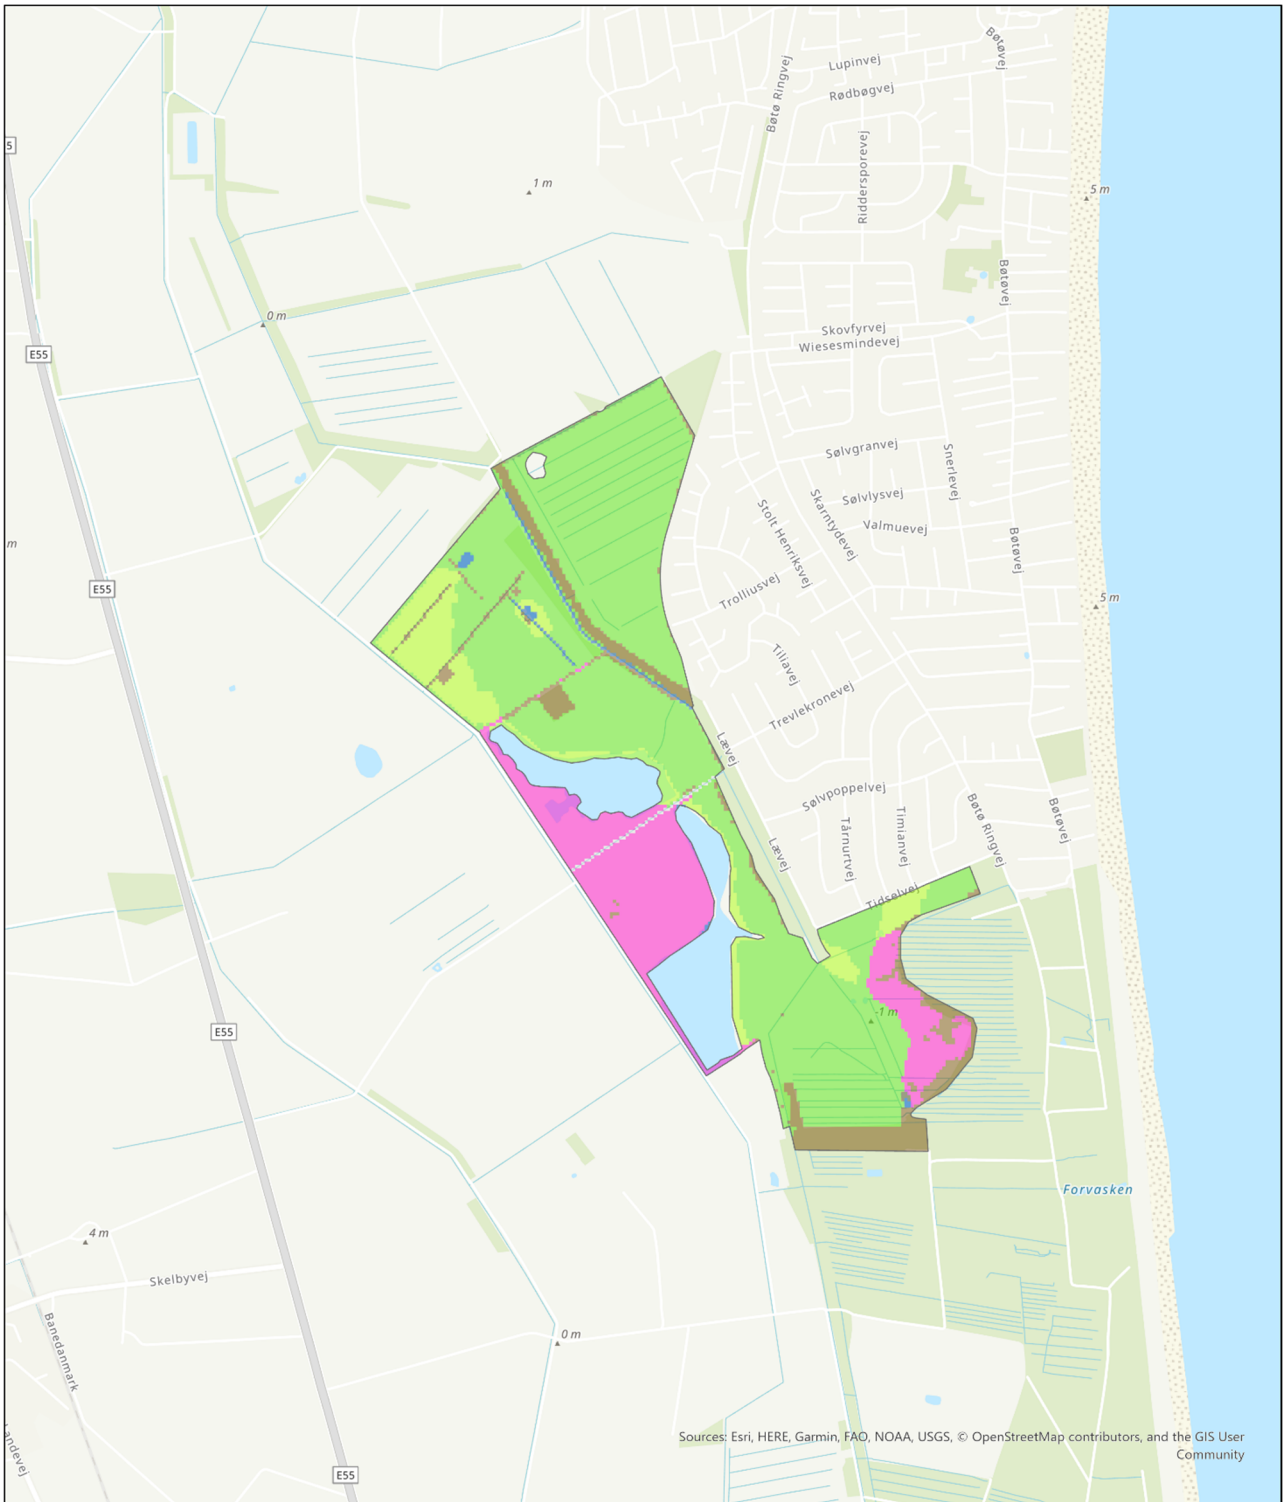 Bøtøvej
Lupinvej
Bøtø Ringvej
Rødbøgvej
5
Riddersporevej
1 m
5 m
Bøtøvej
0 m
Skovfyrvej
Wiesesmindevej
E55
Sølvgranvej
Snerlevej
Sølvlysvej
Skarntydevej
Valmuevej
Stolt Henriksvej
Bøtøvej
m
E55
Trolliusvej
5 m
Tiliavej
Trevlekronevej
Lævej
Sølvpoppelvej
Bøtø Ringvej
Bøtøvej
Timianvej
Tårnurtvej
Lævej
Tidselvej
-1 m
E55
Forvasken
4 m
Skelbyvej
0 m
Banedanmark
Landevej
Sources: Esri, HERE, Garmin, FAO, NOAA, USGS, © OpenStreetMap contributors, and the GIS User
Community
E55